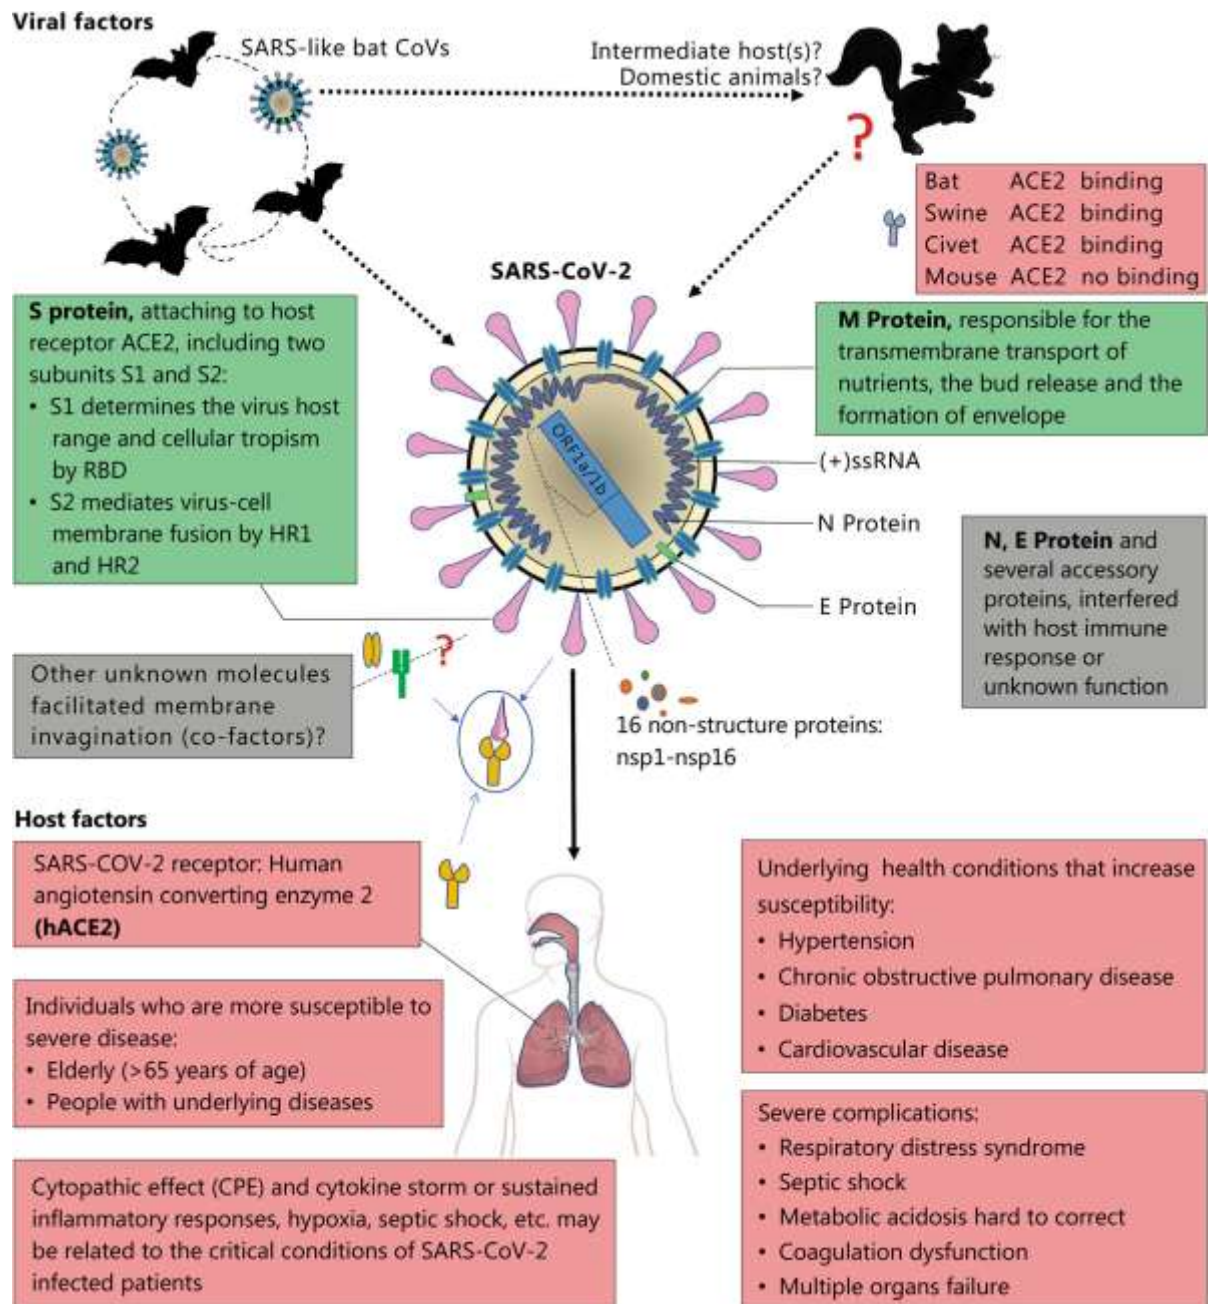 Viral factors
SARS-like bat CoVs
Intermediate host(s)?
Domestic animals?
?
Bat ACE2 binding
Swine ACE2 binding
Civet ACE2 binding
Mouse ACE2 no binding
SARS-CoV-2
S protein, attaching to host
receptor ACE2, including two
subunits S1 and S2:
• S1 determines the virus host
range and cellular tropism
by RBD
• S2 mediates virus-cell
membrane fusion by HR1
and HR2
M Protein, responsible for the
transmembrane transport of
nutrients, the bud release and the
formation of envelope
ORF1a/1b
(+)ssRNA
N Protein
E Protein
N, E Protein and
several accessory
proteins, interfered
with host immune
response or
unknown function
Other unknown molecules
facilitated membrane
invagination (co-factors)?
?
16 non-structure proteins:
nsp1-nsp16
Host factors
SARS-COV-2 receptor: Human
angiotensin converting enzyme 2
(hACE2)
Individuals who are more susceptible to
severe disease:
• Elderly (>65 years of age)
• People with underlying diseases
Cytopathic effect (CPE) and cytokine storm or sustained
inflammatory responses, hypoxia, septic shock, etc. may
be related to the critical conditions of SARS-CoV-2
infected patients
Underlying health conditions that increase
susceptibility:
• Hypertension
• Chronic obstructive pulmonary disease
• Diabetes
• Cardiovascular disease
Severe complications:
• Respiratory distress syndrome
• Septic shock
• Metabolic acidosis hard to correct
• Coagulation dysfunction
• Multiple organs failure